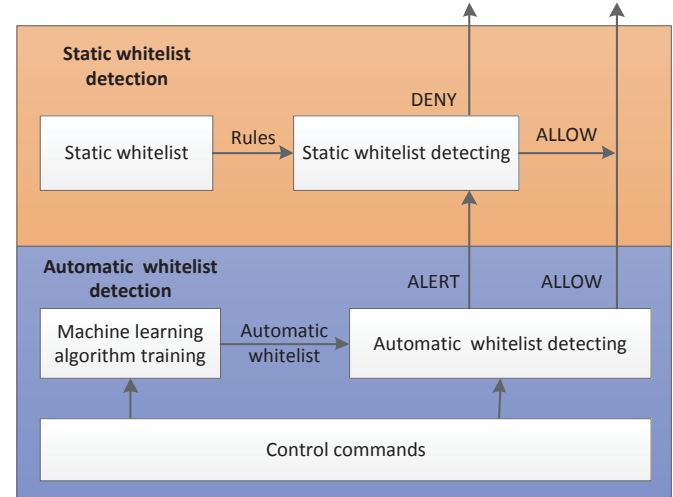 Static whitelist
detection
DENY
Static whitelist
Rules
Static whitelist detecting
ALLOW
Automatic whitelist
detection
ALERT
ALLOW
Machine learning
algorithm training
Automatic
whitelist
Automatic whitelist detecting
Control commands